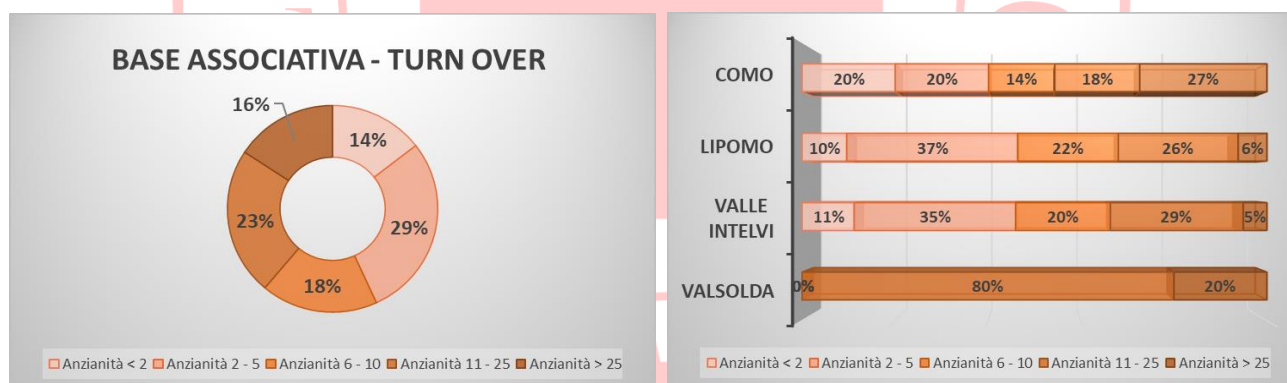 BASE ASSOCIATIVA - TURN OVER
16%
14%
23%
29%
18%
Anzianità < 2 Anzianità 2 - 5 Anzianità 6 - 10 Anzianità 11 - 25 Anzianità > 25
COMO 20% 20% 14% 18% 27%
LIPOMO 10% 37% 22% 26% 6%
VALLE
INTELVI 11% 35% 20% 29% 5%
VALSOLDA 0% 80% 20%
Anzianità < 2 Anzianità 2 - 5 Anzianità 6 - 10 Anzianità 11 - 25 Anzianità > 25